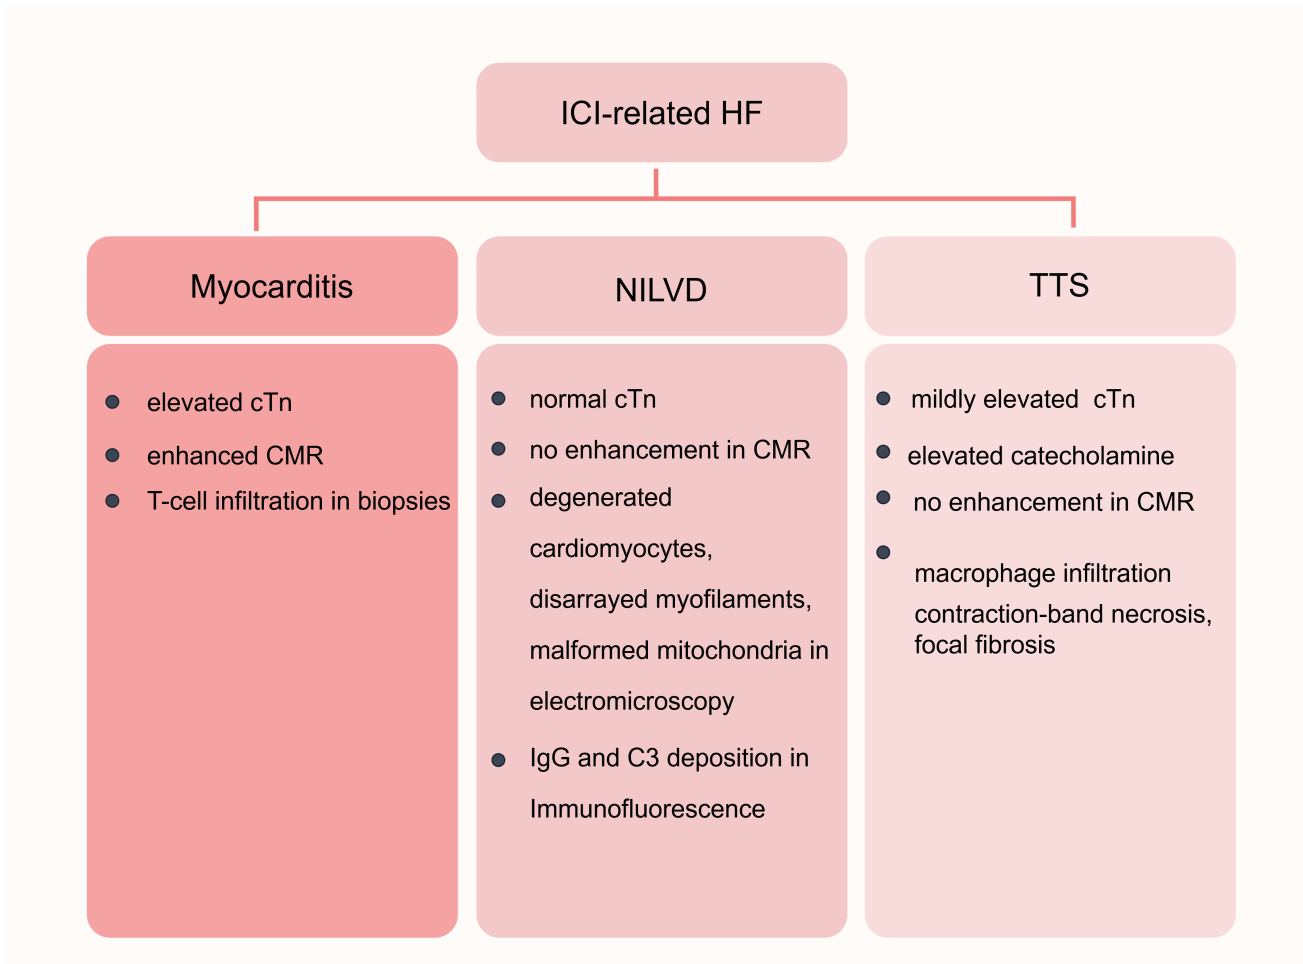 ICI-related HF
Myocarditis
elevated cTn
enhanced CMR
T-cell infiltration in biopsies
NILVD
normal cTn
no enhancement in CMR
degenerated
cardiomyocytes,
disarrayed myofilaments,
malformed mitochondria in
electromicroscopy
IgG and C3 deposition in
Immunofluorescence
TTS
mildly elevated  cTn
elevated catecholamine
no enhancement in CMR
macrophage infiltration
contraction-band necrosis,
focal fibrosis